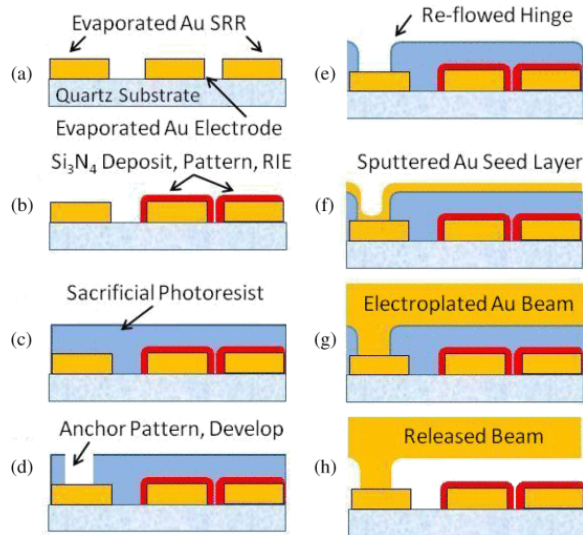 Evaporated Au SRR
(a)
Quartz Substrate
Evaporated Au Electrode
Si₃N₄ Deposit, Pattern, RIE
(b)
Sacrificial Photoresist
(c)
Anchor Pattern, Develop
(d)
Re-flowed Hinge
(e)
Sputtered Au Seed Layer
(f)
Electroplated Au Beam
(g)
Released Beam
(h)